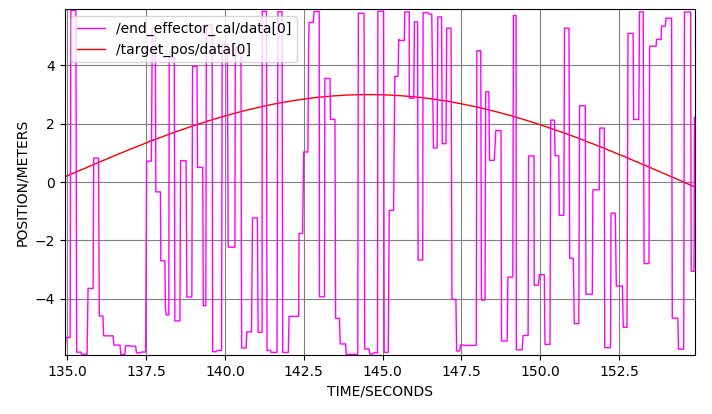 /end_effector_cal/data[0]
/target_pos/data[0]
4
2
0
−2
−4
POSITION/METERS
135.0 137.5 140.0 142.5 145.0 147.5 150.0 152.5
TIME/SECONDS